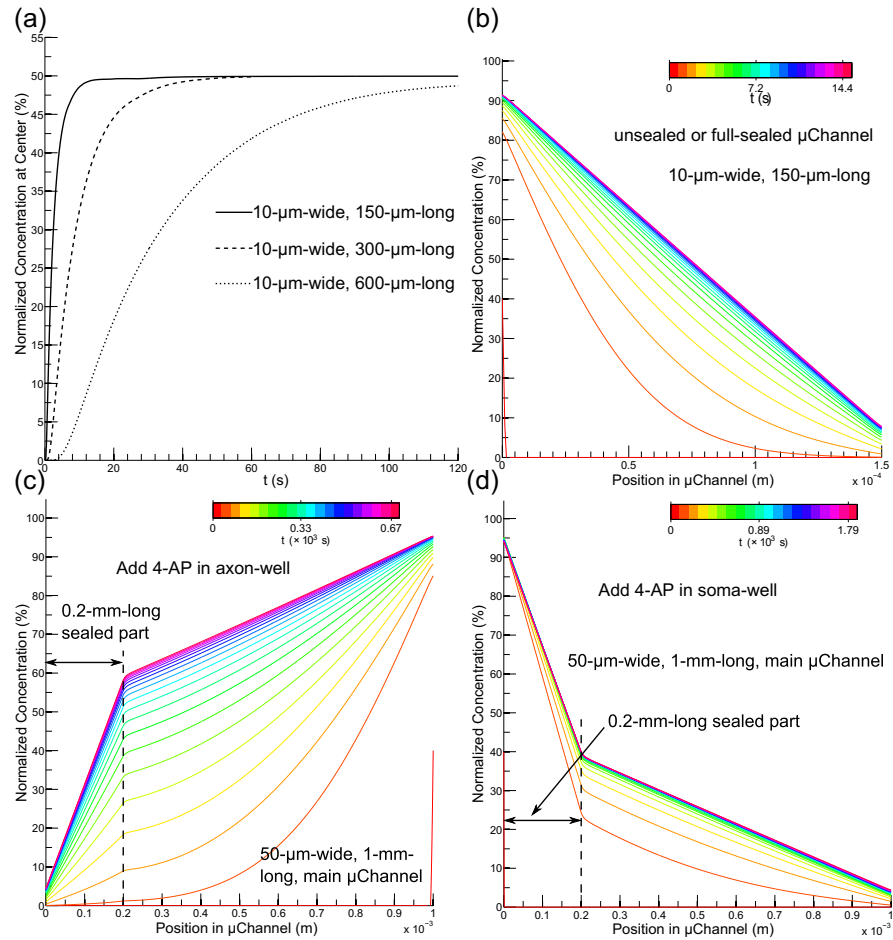 (a)
55
50
45
40
35
30
25
20
15
10
5
0
Normalized Concentration at Center (%)
10-µm-wide, 150-µm-long
10-µm-wide, 300-µm-long
10-µm-wide, 600-µm-long
0 20 40 60 80 100 120
t (s)
(b)
100
90
80
70
60
50
40
30
20
10
0
Normalized Concentration (%)
0 7.2 14.4
t (s)
unsealed or full-sealed µChannel
10-µm-wide, 150-µm-long
0 0.5 1 1.5
Position in µChannel (m)
x 10⁻⁴
(c)
100
90
80
70
60
50
40
30
20
10
0
Normalized Concentration (%)
0 0.33 0.67
t (× 10³ s)
Add 4-AP in axon-well
0.2-mm-long
sealed part
50-µm-wide, 1-mm-
long, main µChannel
0 0.1 0.2 0.3 0.4 0.5 0.6 0.7 0.8 0.9 1
Position in µChannel (m)
x 10⁻³
(d)
100
90
80
70
60
50
40
30
20
10
0
Normalized Concentration (%)
0 0.89 1.79
t (× 10³ s)
Add 4-AP in soma-well
50-µm-wide, 1-mm-long, main µChannel
0.2-mm-long sealed part
0 0.1 0.2 0.3 0.4 0.5 0.6 0.7 0.8 0.9 1
Position in µChannel (m)
x 10⁻³